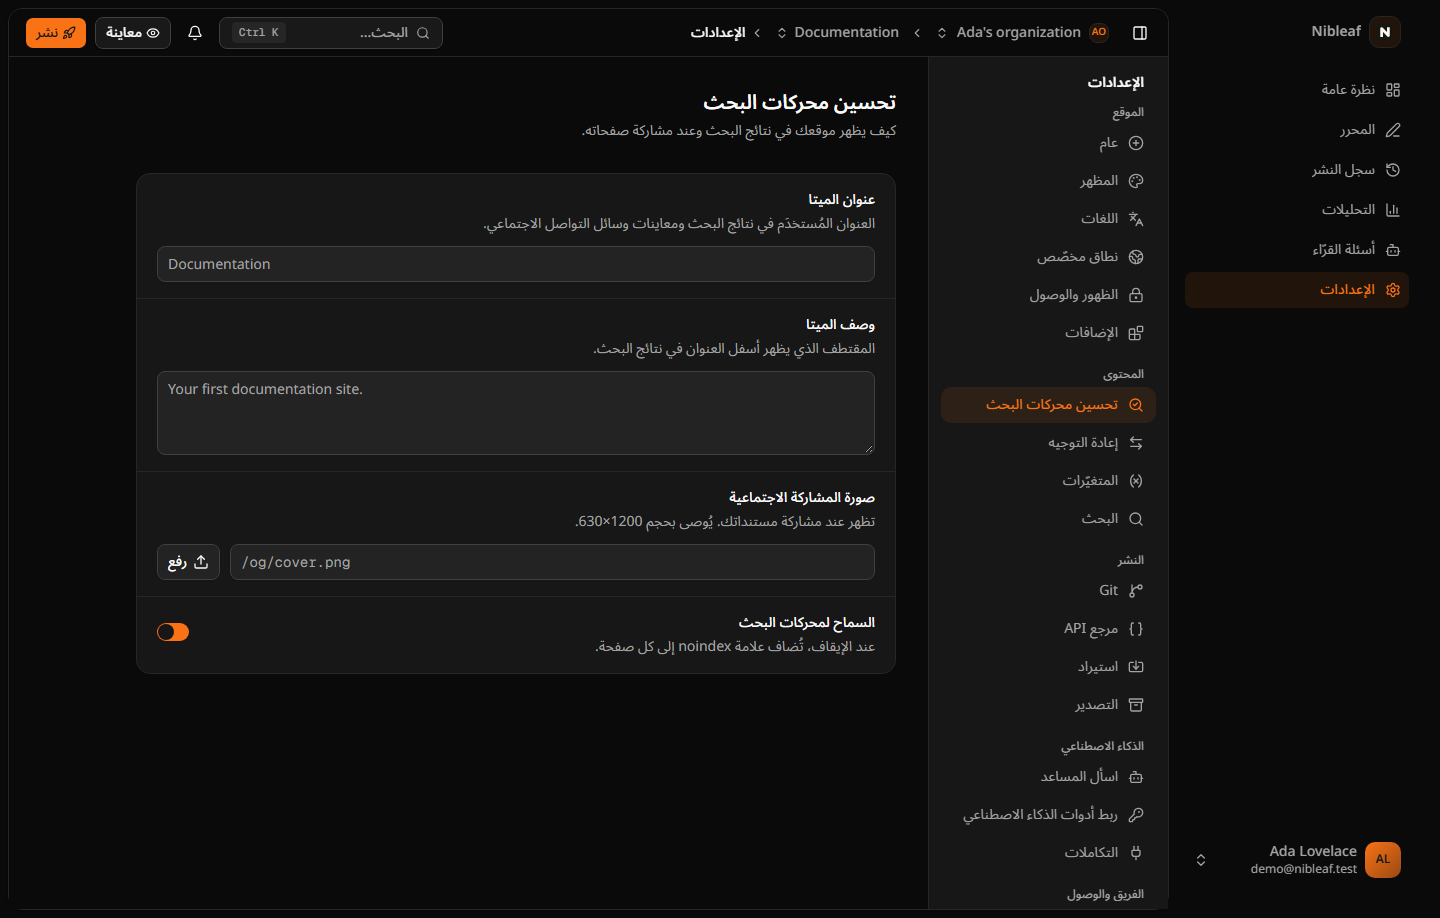 Nibleaf
N
نظرة عامة
المحرر
سجل النشر
التحليلات
أسئلة القرّاء
الإعدادات
Ada Lovelace
demo@nibleaf.test
AL
AO
Ada's organization
Documentation
الإعدادات
البحث...
Ctrl K
معاينة
نشر
الإعدادات
الموقع
عام
المظهر
اللغات
نطاق مخصّص
الظهور والوصول
الإضافات
المحتوى
تحسين محركات البحث
إعادة التوجيه
المتغيّرات
البحث
النشر
Git
مرجع API
استيراد
التصدير
الذكاء الاصطناعي
اسأل المساعد
ربط أدوات الذكاء الاصطناعي
التكاملات
الفريق والوصول
تحسين محركات البحث
كيف يظهر موقعك في نتائج البحث وعند مشاركة صفحاته.
عنوان الميتا
العنوان المُستخدَم في نتائج البحث ومعاينات وسائل التواصل الاجتماعي.
Documentation
وصف الميتا
المقتطف الذي يظهر أسفل العنوان في نتائج البحث.
Your first documentation site.
صورة المشاركة الاجتماعية
تظهر عند مشاركة مستنداتك. يُوصى بحجم 1200×630.
/og/cover.png
رفع
السماح لمحركات البحث
عند الإيقاف، تُضاف علامة noindex إلى كل صفحة.